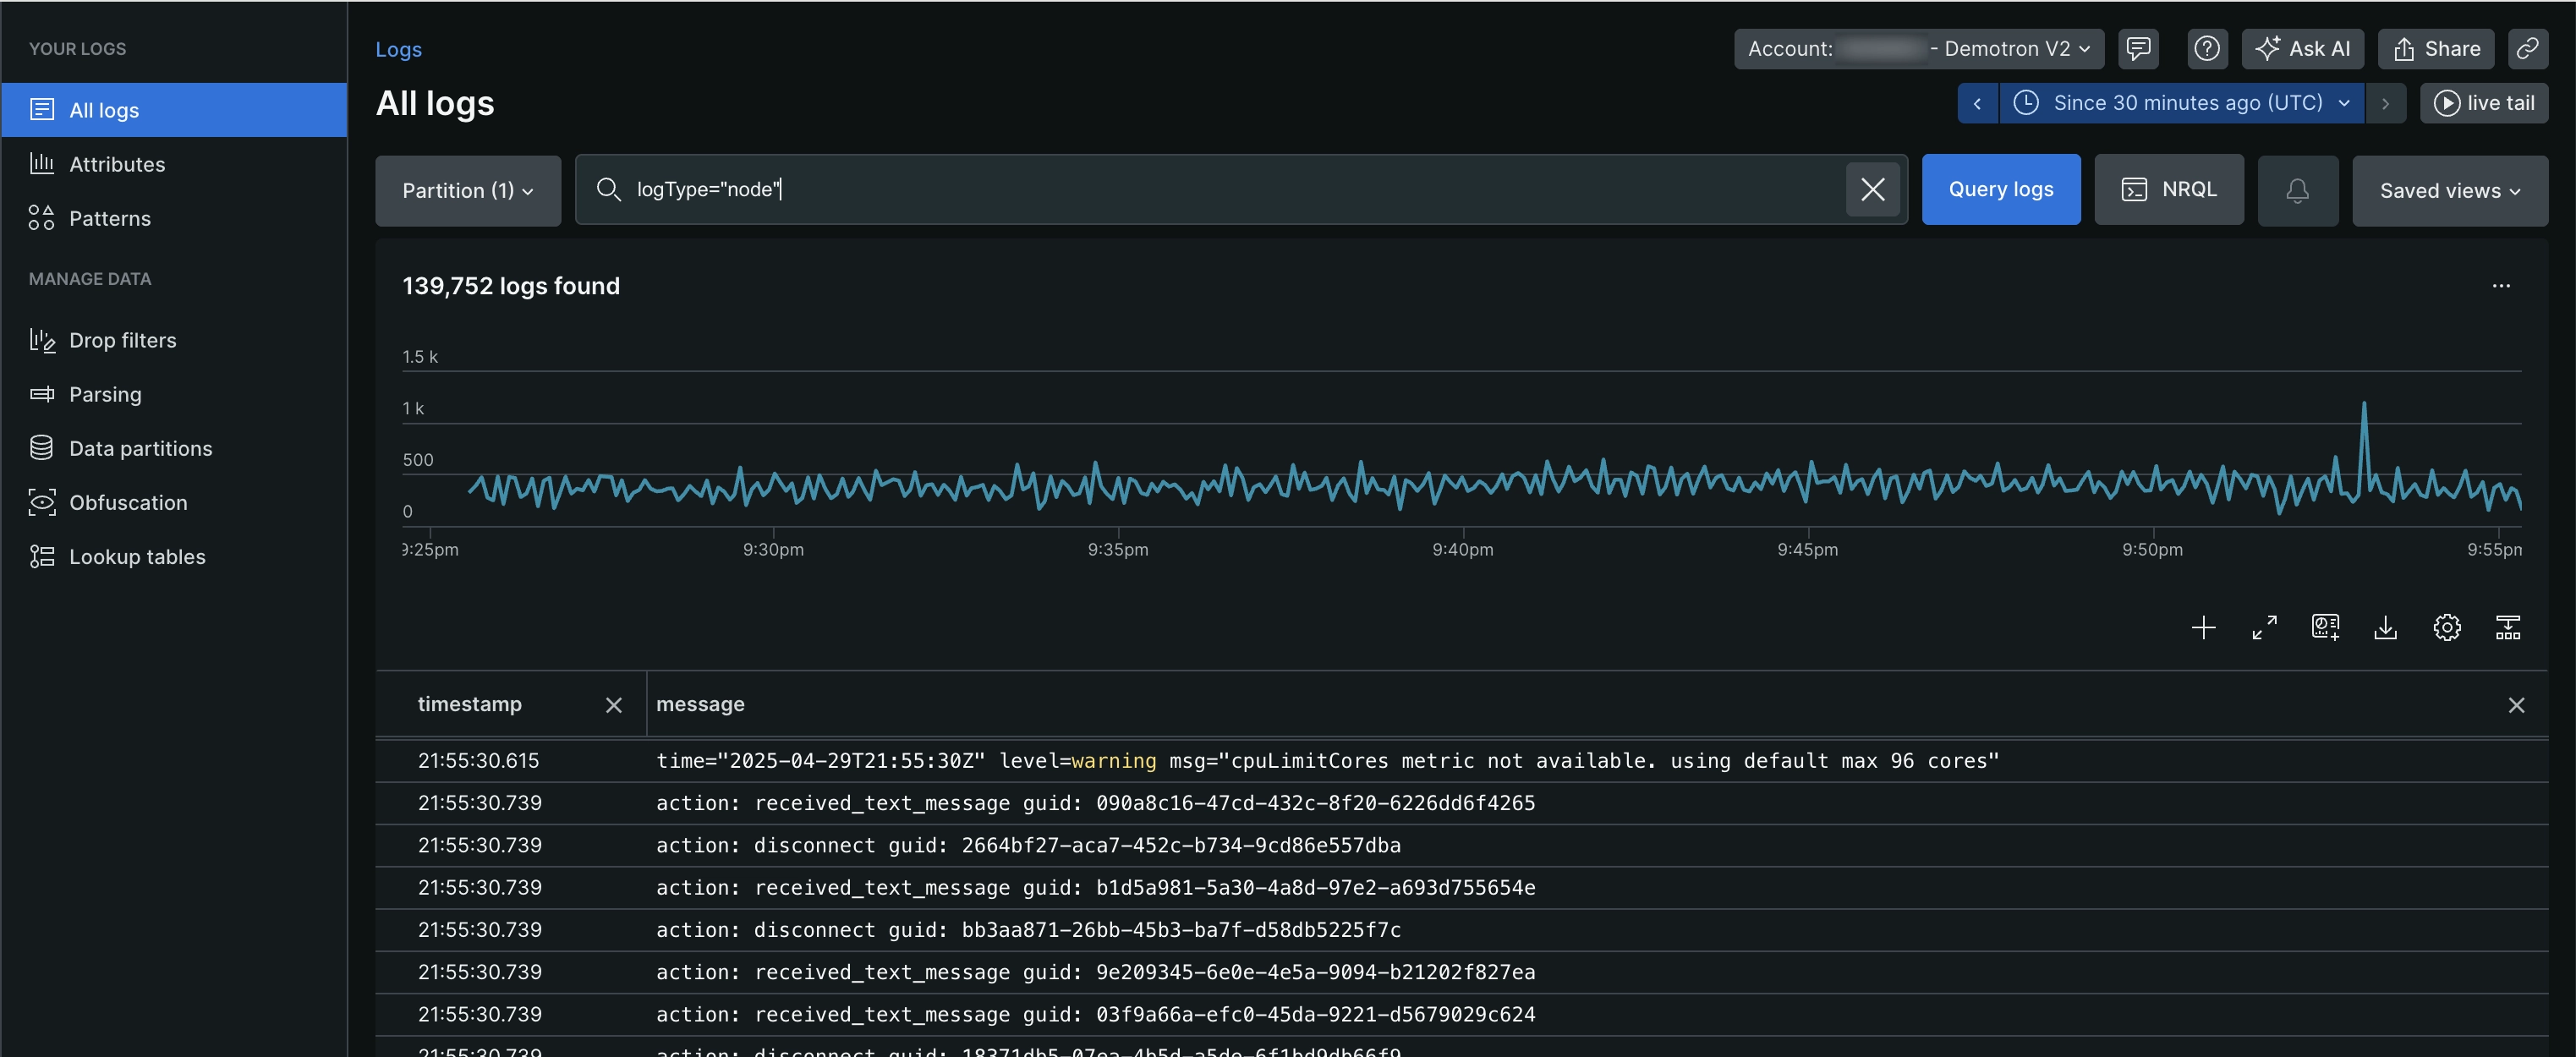 YOUR LOGS
All logs
Attributes
Patterns
MANAGE DATA
Drop filters
Parsing
Data partitions
Obfuscation
Lookup tables
Logs
Account: - Demotron V2
Ask AI
Share
All logs
Since 30 minutes ago (UTC)
live tail
Partition (1)
logType="node"
Query logs
NRQL
Saved views
139,752 logs found
1.5 k
1 k
500
0
9:25pm 9:30pm 9:35pm 9:40pm 9:45pm 9:50pm 9:55pm
timestamp message
21:55:30.615 time="2025-04-29T21:55:30Z" level=warning msg="cpuLimitCores metric not available. using default max 96 cores"
21:55:30.739 action: received_text_message guid: 090a8c16-47cd-432c-8f20-6226dd6f4265
21:55:30.739 action: disconnect guid: 2664bf27-aca7-452c-b734-9cd86e557dba
21:55:30.739 action: received_text_message guid: b1d5a981-5a30-4a8d-97e2-a693d755654e
21:55:30.739 action: disconnect guid: bb3aa871-26bb-45b3-ba7f-d58db5225f7c
21:55:30.739 action: received_text_message guid: 9e209345-6e0e-4e5a-9094-b21202f827ea
21:55:30.739 action: received_text_message guid: 03f9a66a-efc0-45da-9221-d5679029c624
21:55:30.739 action: disconnect guid: